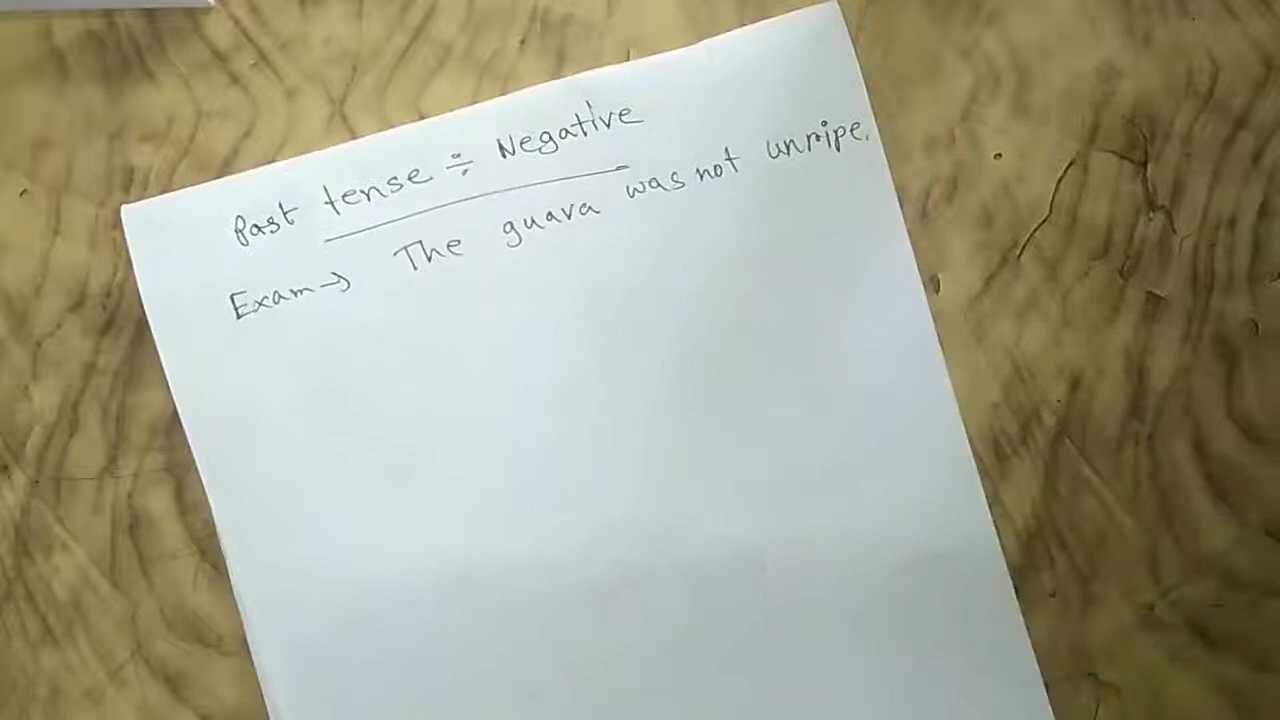 Past tense ÷ Negative
Exam → The guava was not unripe.